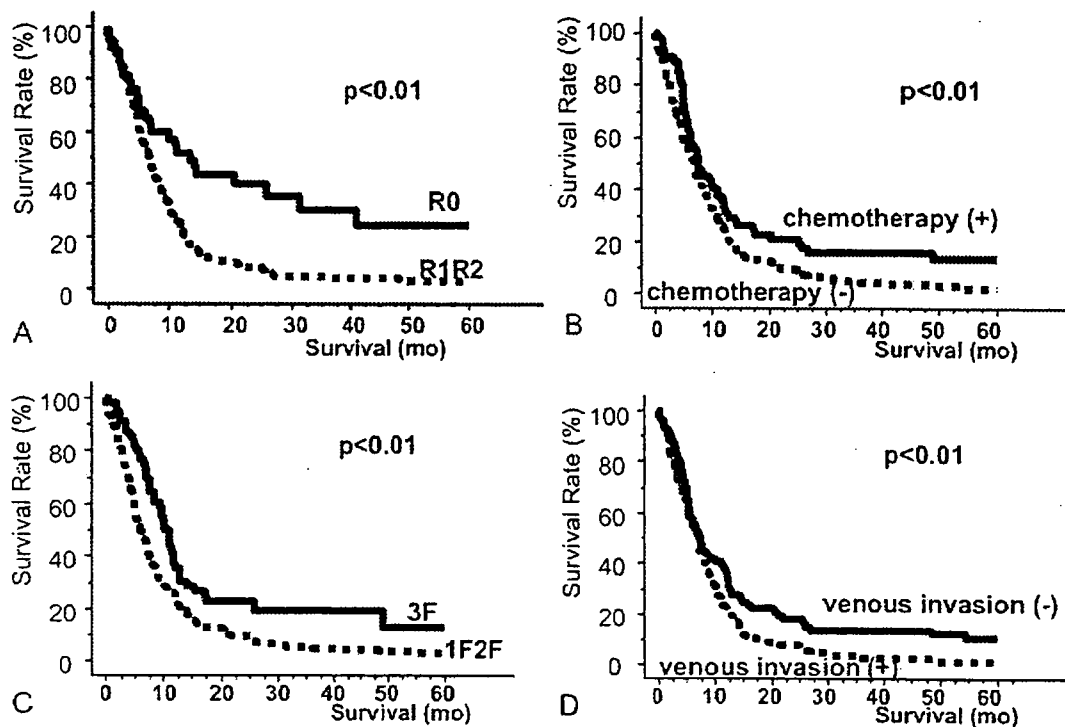 Survival Rate (%)
100
80
60
40
20
0
p<0.01
R0
R1R2
0 10 20 30 40 50 60
Survival (mo)
A
Survival Rate (%)
100
80
60
40
20
0
p<0.01
chemotherapy (+)
chemotherapy (-)
0 10 20 30 40 50 60
Survival (mo)
B
Survival Rate (%)
100
80
60
40
20
0
p<0.01
3F
1F2F
0 10 20 30 40 50 60
Survival (mo)
C
Survival Rate (%)
100
80
60
40
20
0
p<0.01
venous invasion (-)
venous invasion (+)
0 10 20 30 40 50 60
Survival (mo)
D